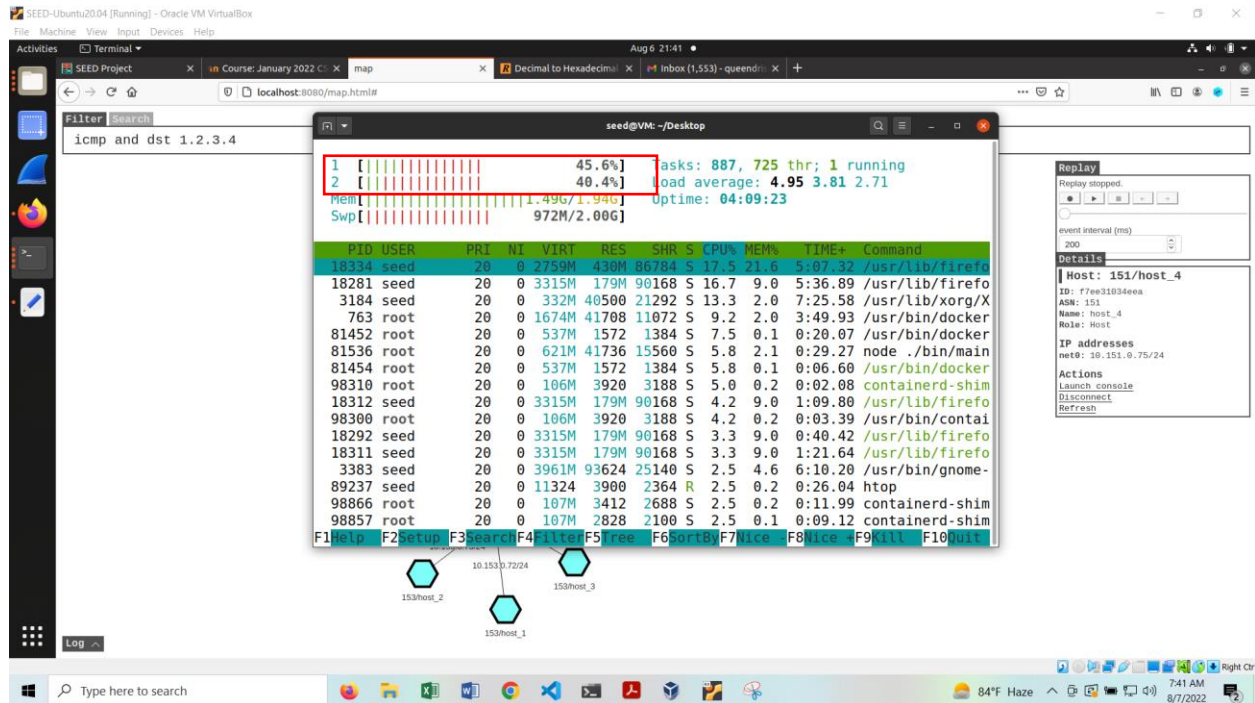 SEED-Ubuntu20.04 [Running] - Oracle VM VirtualBox
File Machine View Input Devices Help
Activities Terminal Aug 6 21:41
SEED Project × Course: January 2022 × map × Decimal to Hexadecimal × Inbox (1,553) - queendri × +
localhost:8080/map.html#
Filter Search
icmp and dst 1.2.3.4
seed@VM: ~/Desktop
1 [||||||||||||||| 45.6%] Tasks: 887, 725 thr; 1 running
2 [||||||||||||||| 40.4%] Load average: 4.95 3.81 2.71
Mem[||||||||||||||||||||1.49G/1.94G] Uptime: 04:09:23
Swp[|||||||||||||||| 972M/2.00G]
PID USER PRI NI VIRT RES SHR S CPU% MEM% TIME+ Command
18334 seed 20 0 2759M 430M 86784 S 17.5 21.6 5:07.32 /usr/lib/firefo
18281 seed 20 0 3315M 179M 90168 S 16.7 9.0 5:36.89 /usr/lib/firefo
3184 seed 20 0 332M 40500 21292 S 13.3 2.0 7:25.58 /usr/lib/xorg/X
763 root 20 0 1674M 41708 11072 S 9.2 2.0 3:49.93 /usr/bin/docker
81452 root 20 0 537M 1572 1384 S 7.5 0.1 0:20.07 /usr/bin/docker
81536 root 20 0 621M 41736 15560 S 5.8 2.1 0:29.27 node ./bin/main
81454 root 20 0 537M 1572 1384 S 5.8 0.1 0:06.60 /usr/bin/docker
98310 root 20 0 106M 3920 3188 S 5.0 0.2 0:02.08 containerd-shim
18312 seed 20 0 3315M 179M 90168 S 4.2 9.0 1:09.80 /usr/lib/firefo
98300 root 20 0 106M 3920 3188 S 4.2 0.2 0:03.39 /usr/bin/contai
18292 seed 20 0 3315M 179M 90168 S 3.3 9.0 0:40.42 /usr/lib/firefo
18311 seed 20 0 3315M 179M 90168 S 3.3 9.0 1:21.64 /usr/lib/firefo
3383 seed 20 0 3961M 93624 25140 S 2.5 4.6 6:10.20 /usr/bin/gnome-
89237 seed 20 0 11324 3900 2364 R 2.5 0.2 0:26.04 htop
98866 root 20 0 107M 3412 2688 S 2.5 0.2 0:11.99 containerd-shim
98857 root 20 0 107M 2828 2100 S 2.5 0.1 0:09.12 containerd-shim
F1Help F2Setup F3SearchF4FilterF5Tree F6SortByF7Nice -F8Nice +F9Kill F10Quit
Replay
Replay stopped.
event interval (ms)
200
Details
Host: 151/host_4
ID: f7ee31034eea
ASN: 151
Name: host_4
Role: Host
IP addresses
net0: 10.151.0.75/24
Actions
Launch console
Disconnect
Refresh
10.153.0.72/24
153/host_2
153/host_3
153/host_1
Log
Right Ctr
Type here to search
84°F Haze
7:41 AM
8/7/2022
2